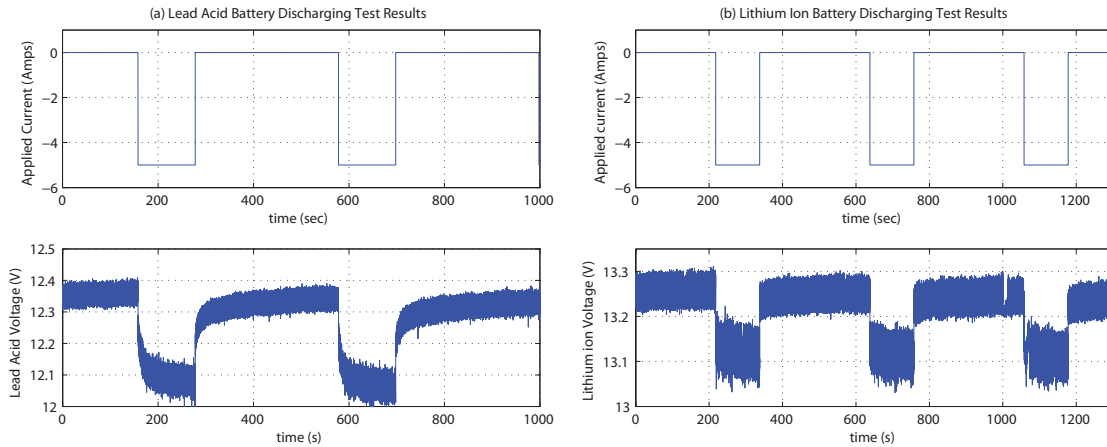 (a) Lead Acid Battery Discharging Test Results
Applied Current (Amps)
0
−2
−4
−6
0 200 400 600 800 1000
time (sec)
Lead Acid Voltage (V)
12.5
12.4
12.3
12.2
12.1
12
0 200 400 600 800 1000
time (s)
(b) Lithium Ion Battery Discharging Test Results
Applied current (Amps)
0
−2
−4
−6
0 200 400 600 800 1000 1200
time (sec)
Lithium ion Voltage (V)
13.3
13.2
13.1
13
0 200 400 600 800 1000 1200
time (s)